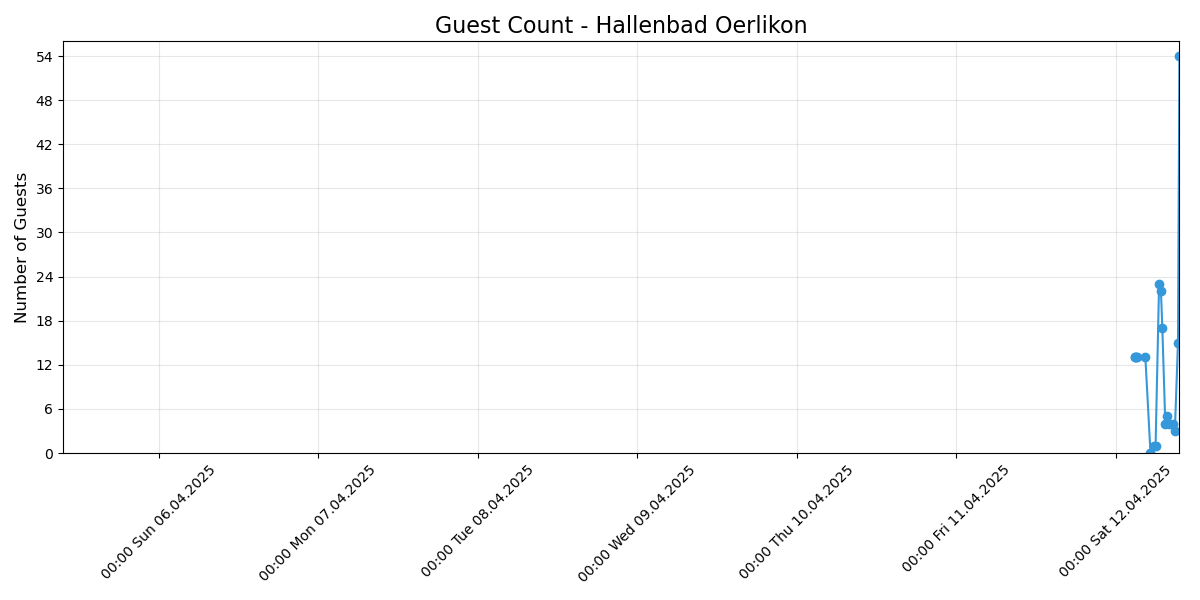 Guest Count - Hallenbad Oerlikon
Number of Guests
54
48
42
36
30
24
18
12
6
0
00:00 Sun 06.04.2025
00:00 Mon 07.04.2025
00:00 Tue 08.04.2025
00:00 Wed 09.04.2025
00:00 Thu 10.04.2025
00:00 Fri 11.04.2025
00:00 Sat 12.04.2025